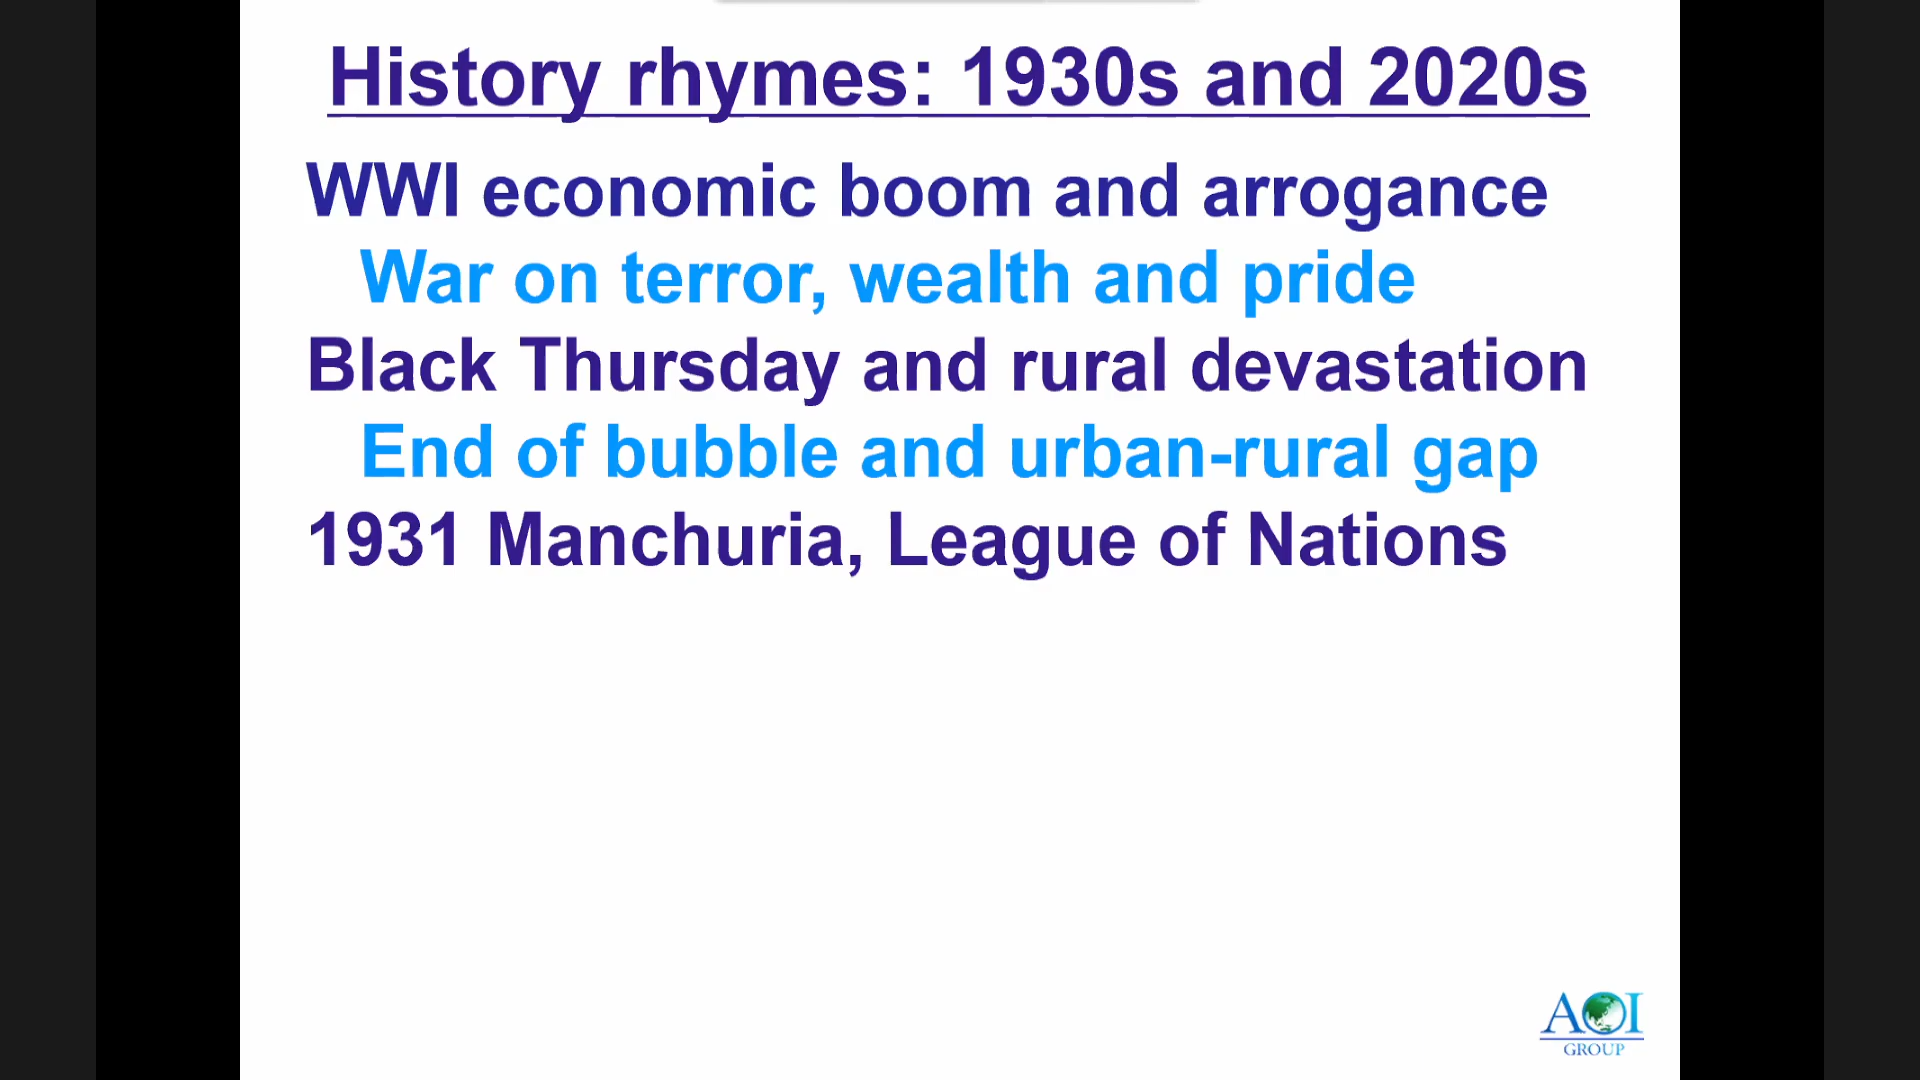 History rhymes: 1930s and 2020s
WWI economic boom and arrogance
War on terror, wealth and pride
Black Thursday and rural devastation
End of bubble and urban-rural gap
1931 Manchuria, League of Nations
AOI
GROUP